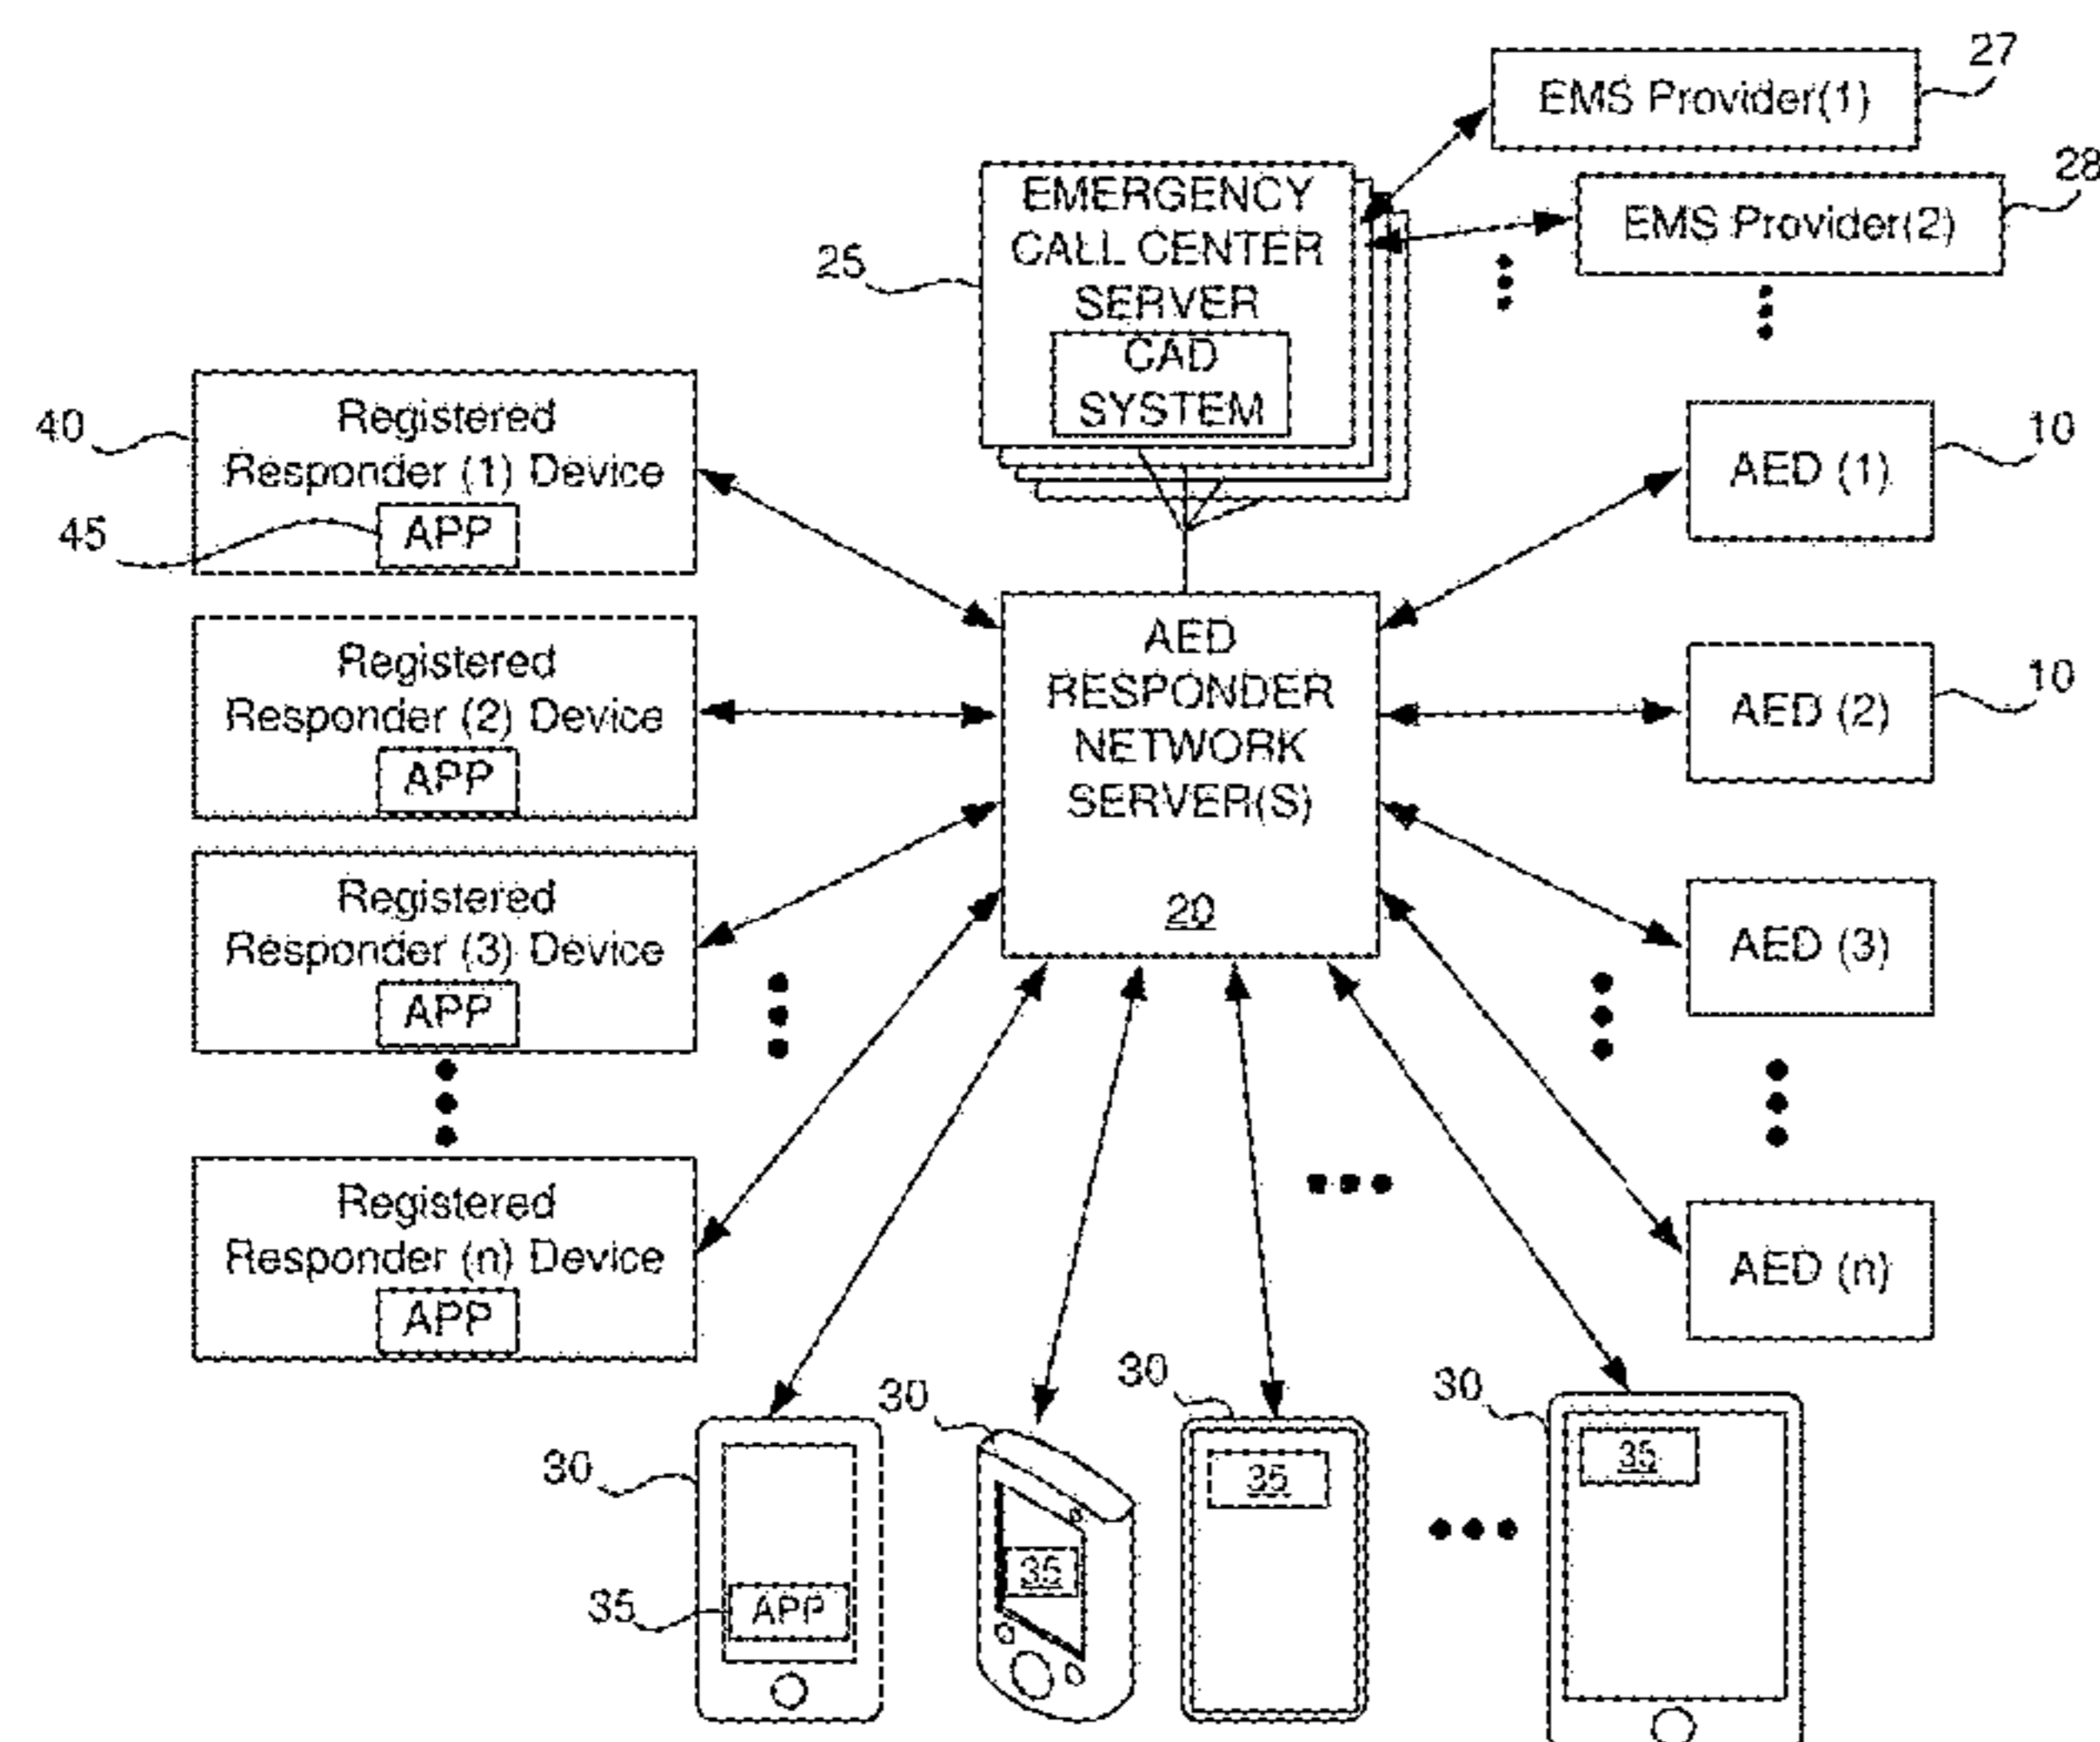 27
EMS Provider(1)
28
EMS Provider(2)
EMERGENCY
CALL CENTER
SERVER
CAD
SYSTEM
25
40
Registered
Responder (1) Device
APP
45
10
AED (1)
Registered
Responder (2) Device
APP
AED
RESPONDER
NETWORK
SERVER(S)
20
10
AED (2)
Registered
Responder (3) Device
APP
AED (3)
Registered
Responder (n) Device
APP
AED (n)
30
35
APP
30
35
30
35
30
35